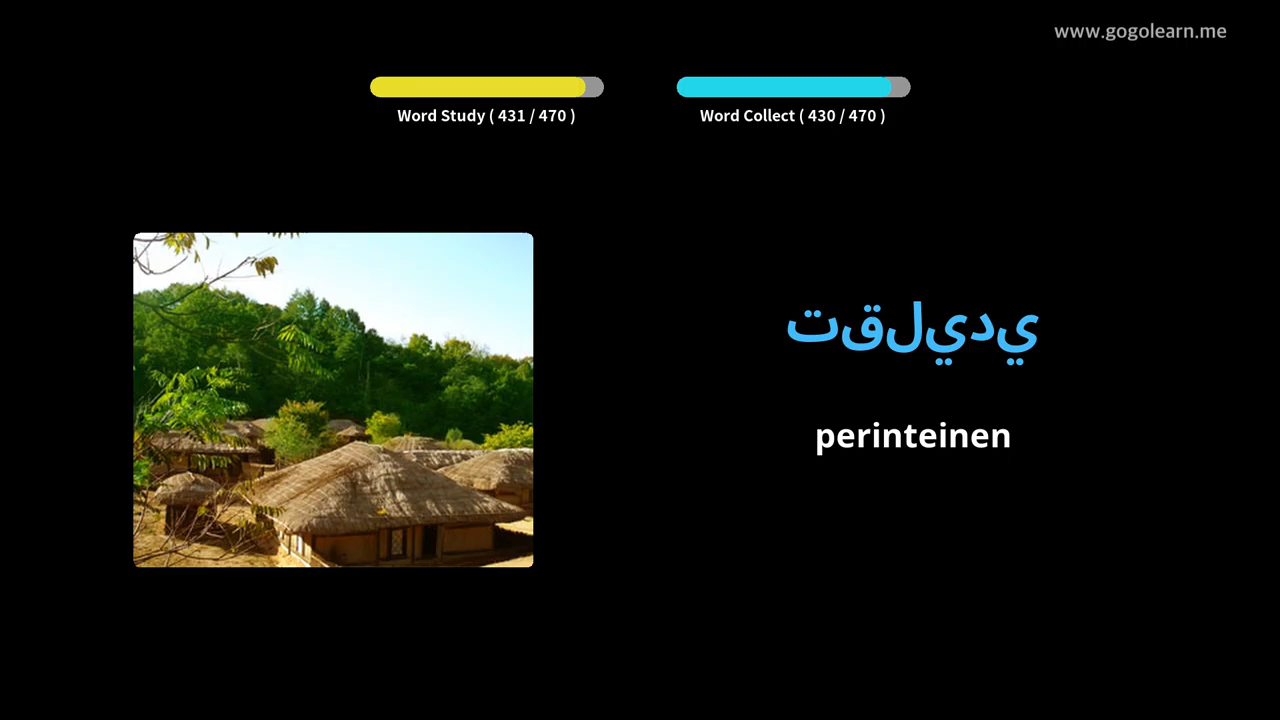 www.gogolearn.me
Word Study ( 431 / 470 )
Word Collect ( 430 / 470 )
تقليدي
perinteinen